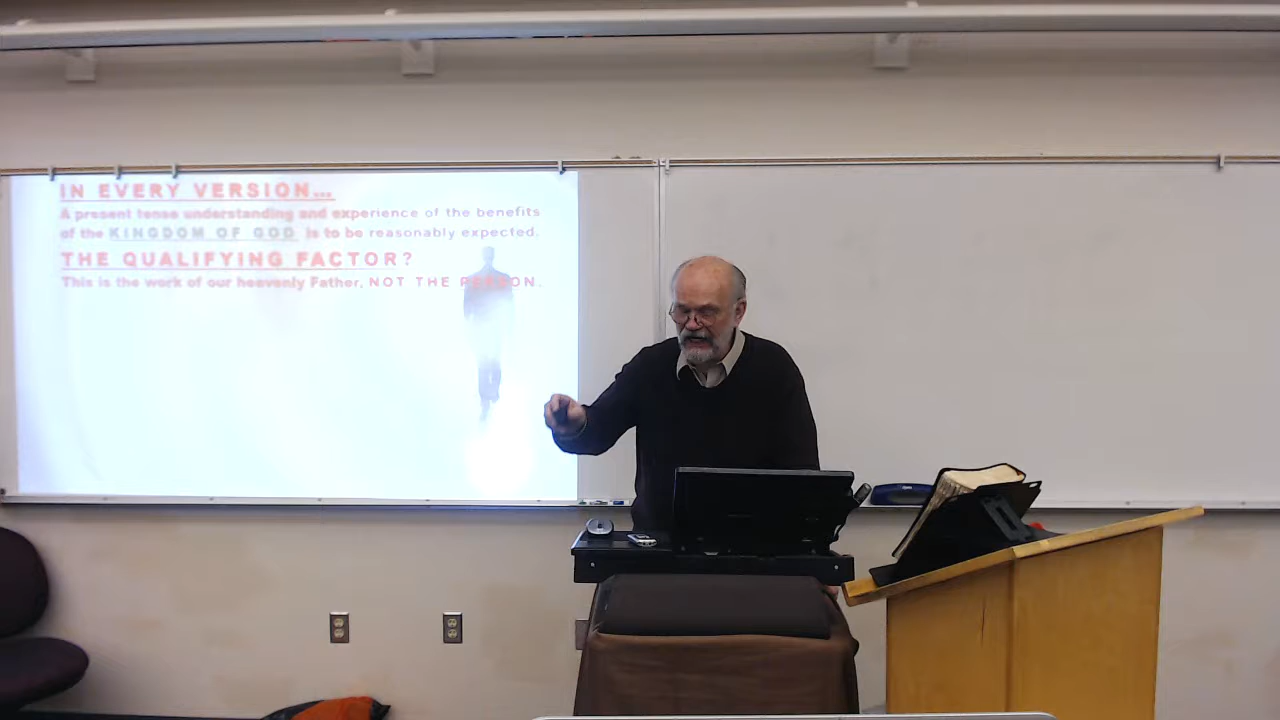 IN EVERY VERSION...
A present tense understanding and experience of the benefits
of the KINGDOM OF GOD is to be reasonably expected.
THE QUALIFYING FACTOR?
This is the work of our heavenly Father, NOT THE PERSON.